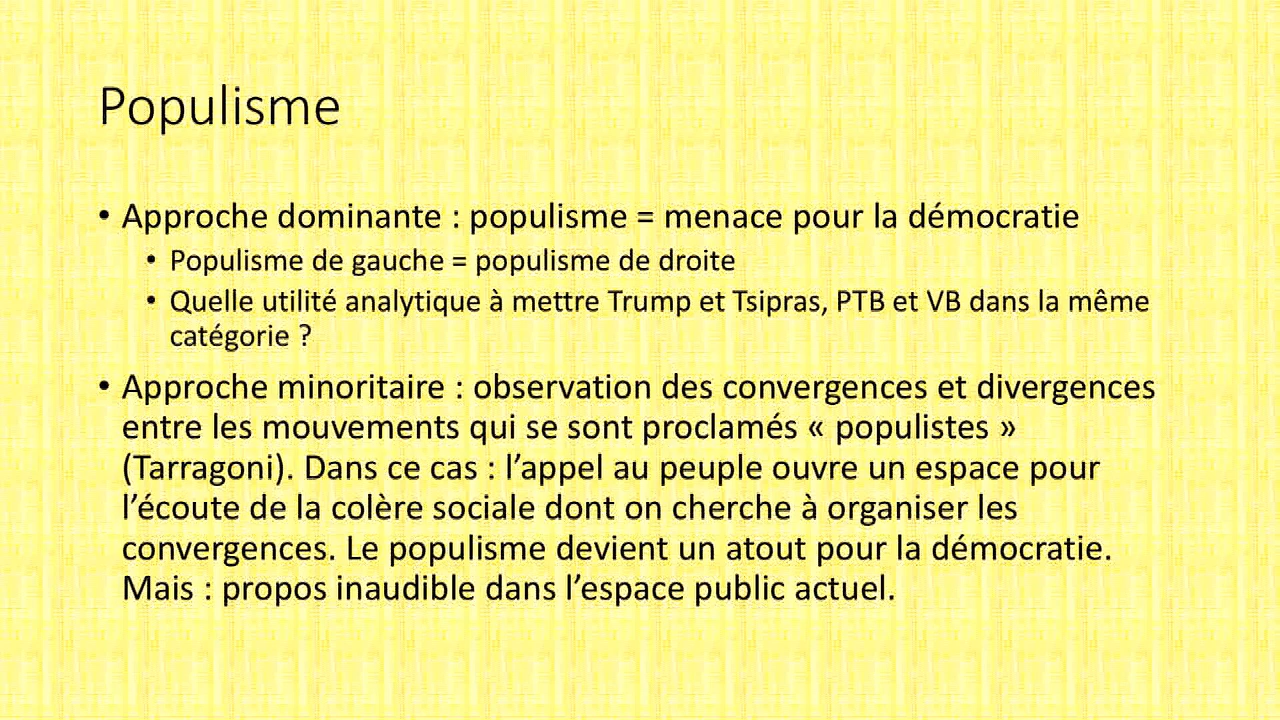 Populisme
• Approche dominante : populisme = menace pour la démocratie
• Populisme de gauche = populisme de droite
• Quelle utilité analytique à mettre Trump et Tsipras, PTB et VB dans la même
catégorie ?
• Approche minoritaire : observation des convergences et divergences
entre les mouvements qui se sont proclamés « populistes »
(Tarragoni). Dans ce cas : l’appel au peuple ouvre un espace pour
l’écoute de la colère sociale dont on cherche à organiser les
convergences. Le populisme devient un atout pour la démocratie.
Mais : propos inaudible dans l’espace public actuel.